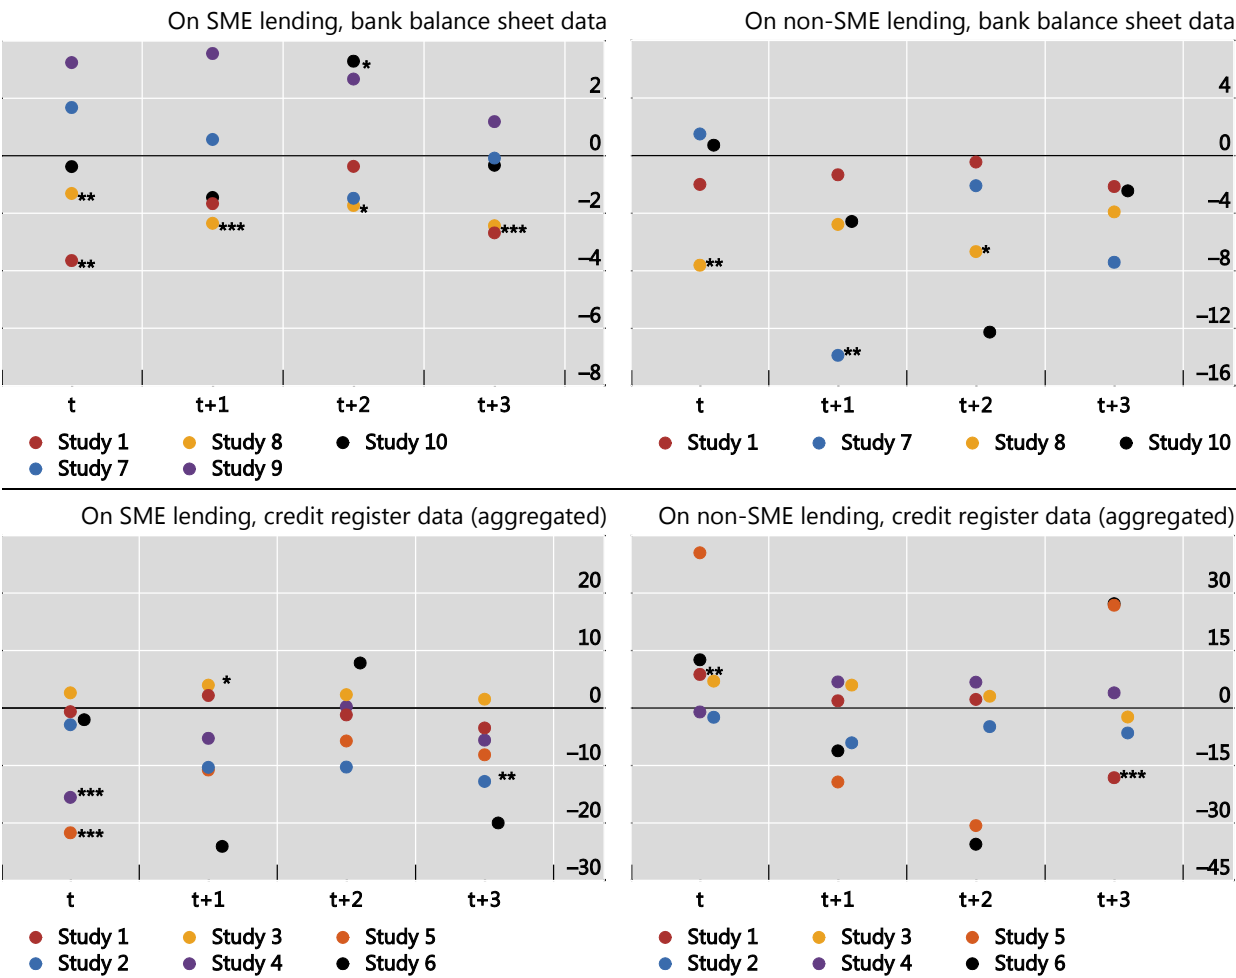 On SME lending, bank balance sheet data
2
0
–2
–4
–6
–8
*
**
**
***
*
***
t t+1 t+2 t+3
Study 1 Study 8 Study 10
Study 7 Study 9
On non-SME lending, bank balance sheet data
4
0
–4
–8
–12
–16
**
*
**
t t+1 t+2 t+3
Study 1 Study 7 Study 8 Study 10
On SME lending, credit register data (aggregated)
20
10
0
–10
–20
–30
*
**
***
***
t t+1 t+2 t+3
Study 1 Study 3 Study 5
Study 2 Study 4 Study 6
On non-SME lending, credit register data (aggregated)
30
15
0
–15
–30
–45
**
***
t t+1 t+2 t+3
Study 1 Study 3 Study 5
Study 2 Study 4 Study 6